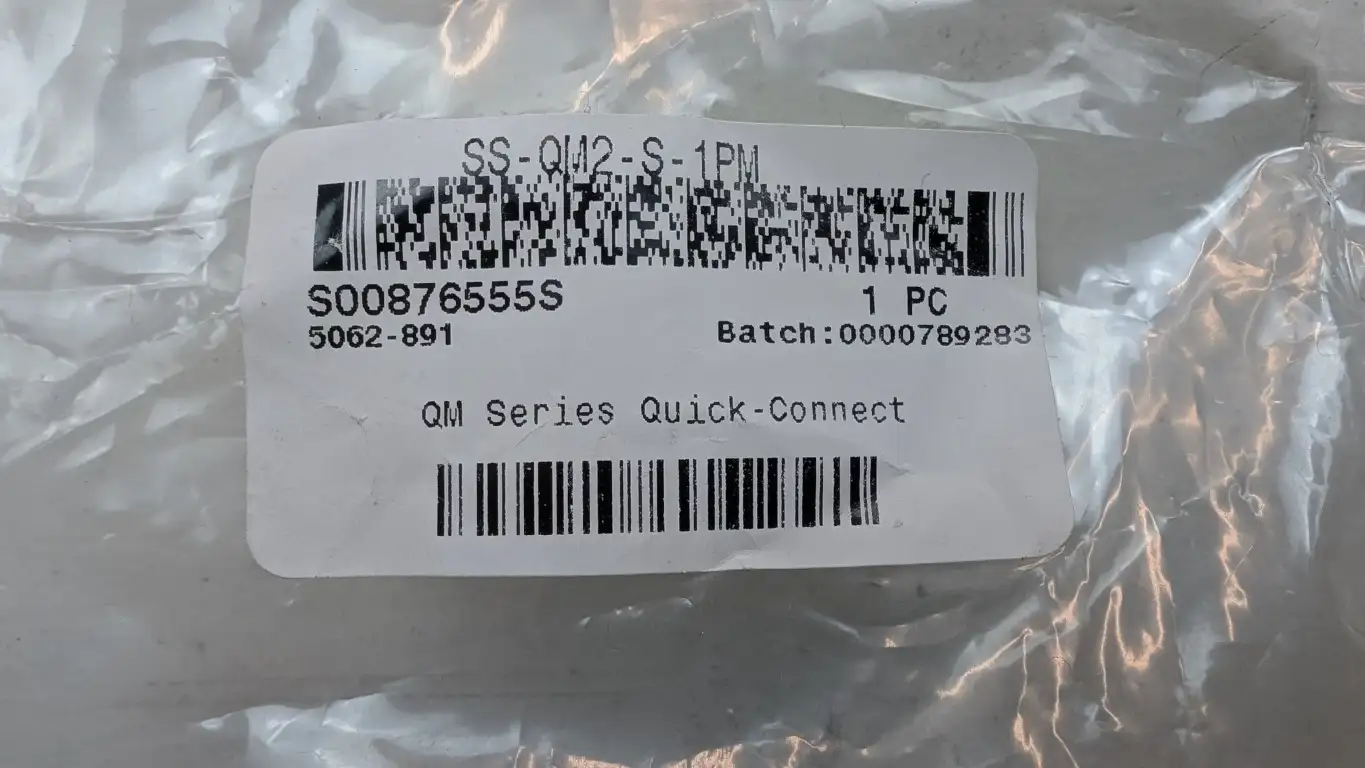 SS-QM2-S-1PM
S00876555S
1 PC
5062-891
Batch:0000789283
QM Series Quick-Connect